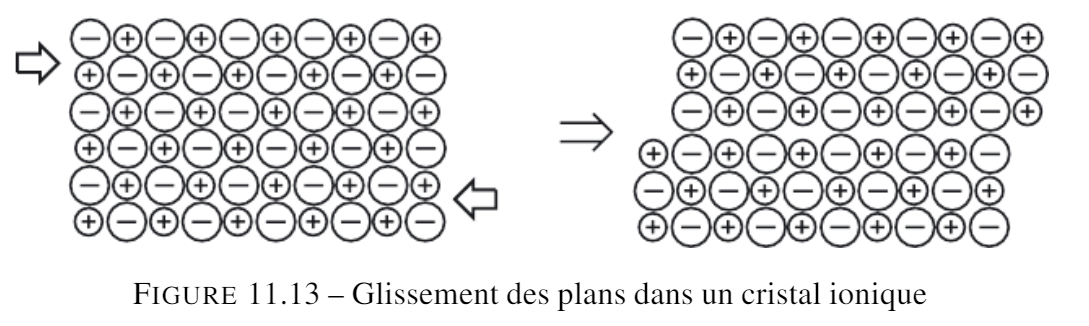 − + − + − + − + − +
+ − + − + − + − + −
− + − + − + − + − +
+ − + − + − + − + −
− + − + − + − + − +
+ − + − + − + − + −
⇒
− + − + − + − + − +
+ − + − + − + − + −
− + − + − + − + − +
+ − + − + − + − + −
− + − + − + − + − +
+ − + − + − + − + −
FIGURE 11.13 – Glissement des plans dans un cristal ionique